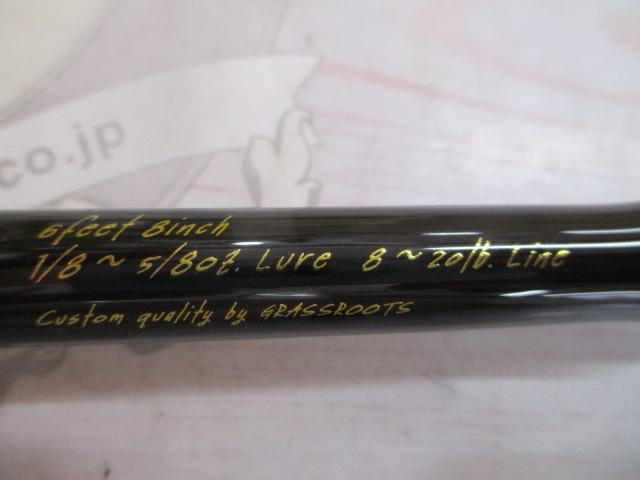 .co.jp
6feet 8inch
1/8~5/8oz. Lure 8~20lb. Line
Custom quality by GRASSROOTS